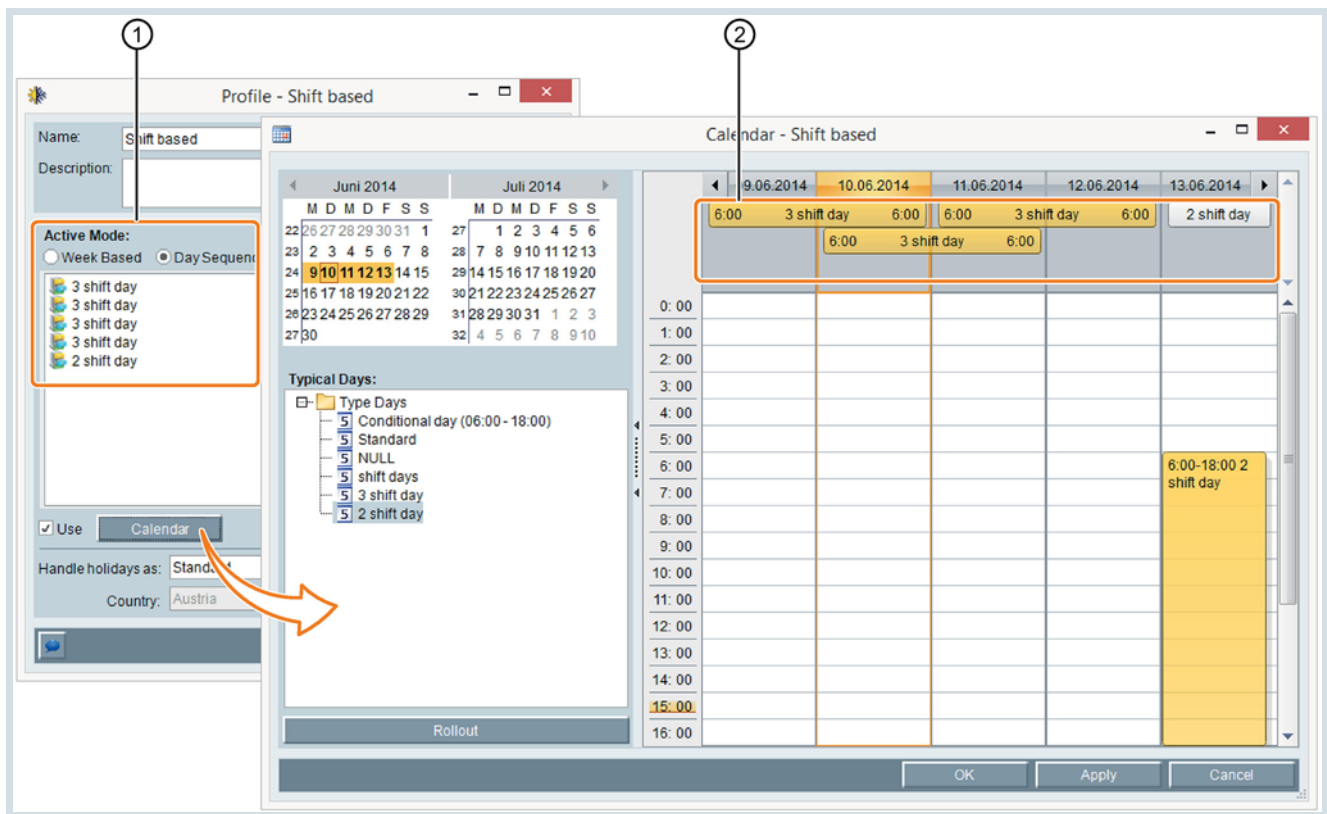 1
2
Profile - Shift based
Name: Shift based
Description:
Active Mode:
Week Based Day Sequenc
3 shift day
3 shift day
3 shift day
3 shift day
2 shift day
Use Calendar
Handle holidays as: Standard
Country: Austria
Calendar - Shift based
Juni 2014 Juli 2014
M D M D F S S M D M D F S S
22 26 27 28 29 30 31 1 27 1 2 3 4 5 6
23 2 3 4 5 6 7 8 28 7 8 9 10 11 12 13
24 9 10 11 12 13 14 15 29 14 15 16 17 18 19 20
25 16 17 18 19 20 21 22 30 21 22 23 24 25 26 27
26 23 24 25 26 27 28 29 31 28 29 30 31 1 2 3
27 30 32 4 5 6 7 8 9 10
Typical Days:
Type Days
5 Conditional day (06:00 - 18:00)
5 Standard
5 NULL
5 shift days
5 3 shift day
5 2 shift day
Rollout
09.06.2014 10.06.2014 11.06.2014 12.06.2014 13.06.2014
6:00 3 shift day 6:00 6:00 3 shift day 6:00 2 shift day
6:00 3 shift day 6:00
0: 00
1: 00
2: 00
3: 00
4: 00
5: 00
6: 00
7: 00
8: 00
9: 00
10: 00
11: 00
12: 00
13: 00
14: 00
15: 00
16: 00
6:00-18:00 2
shift day
OK Apply Cancel